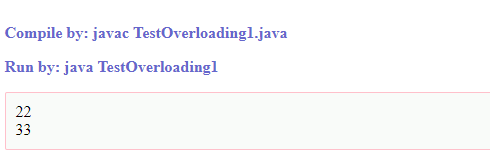 Compile by: javac TestOverloading1.java
Run by: java TestOverloading1
22
33